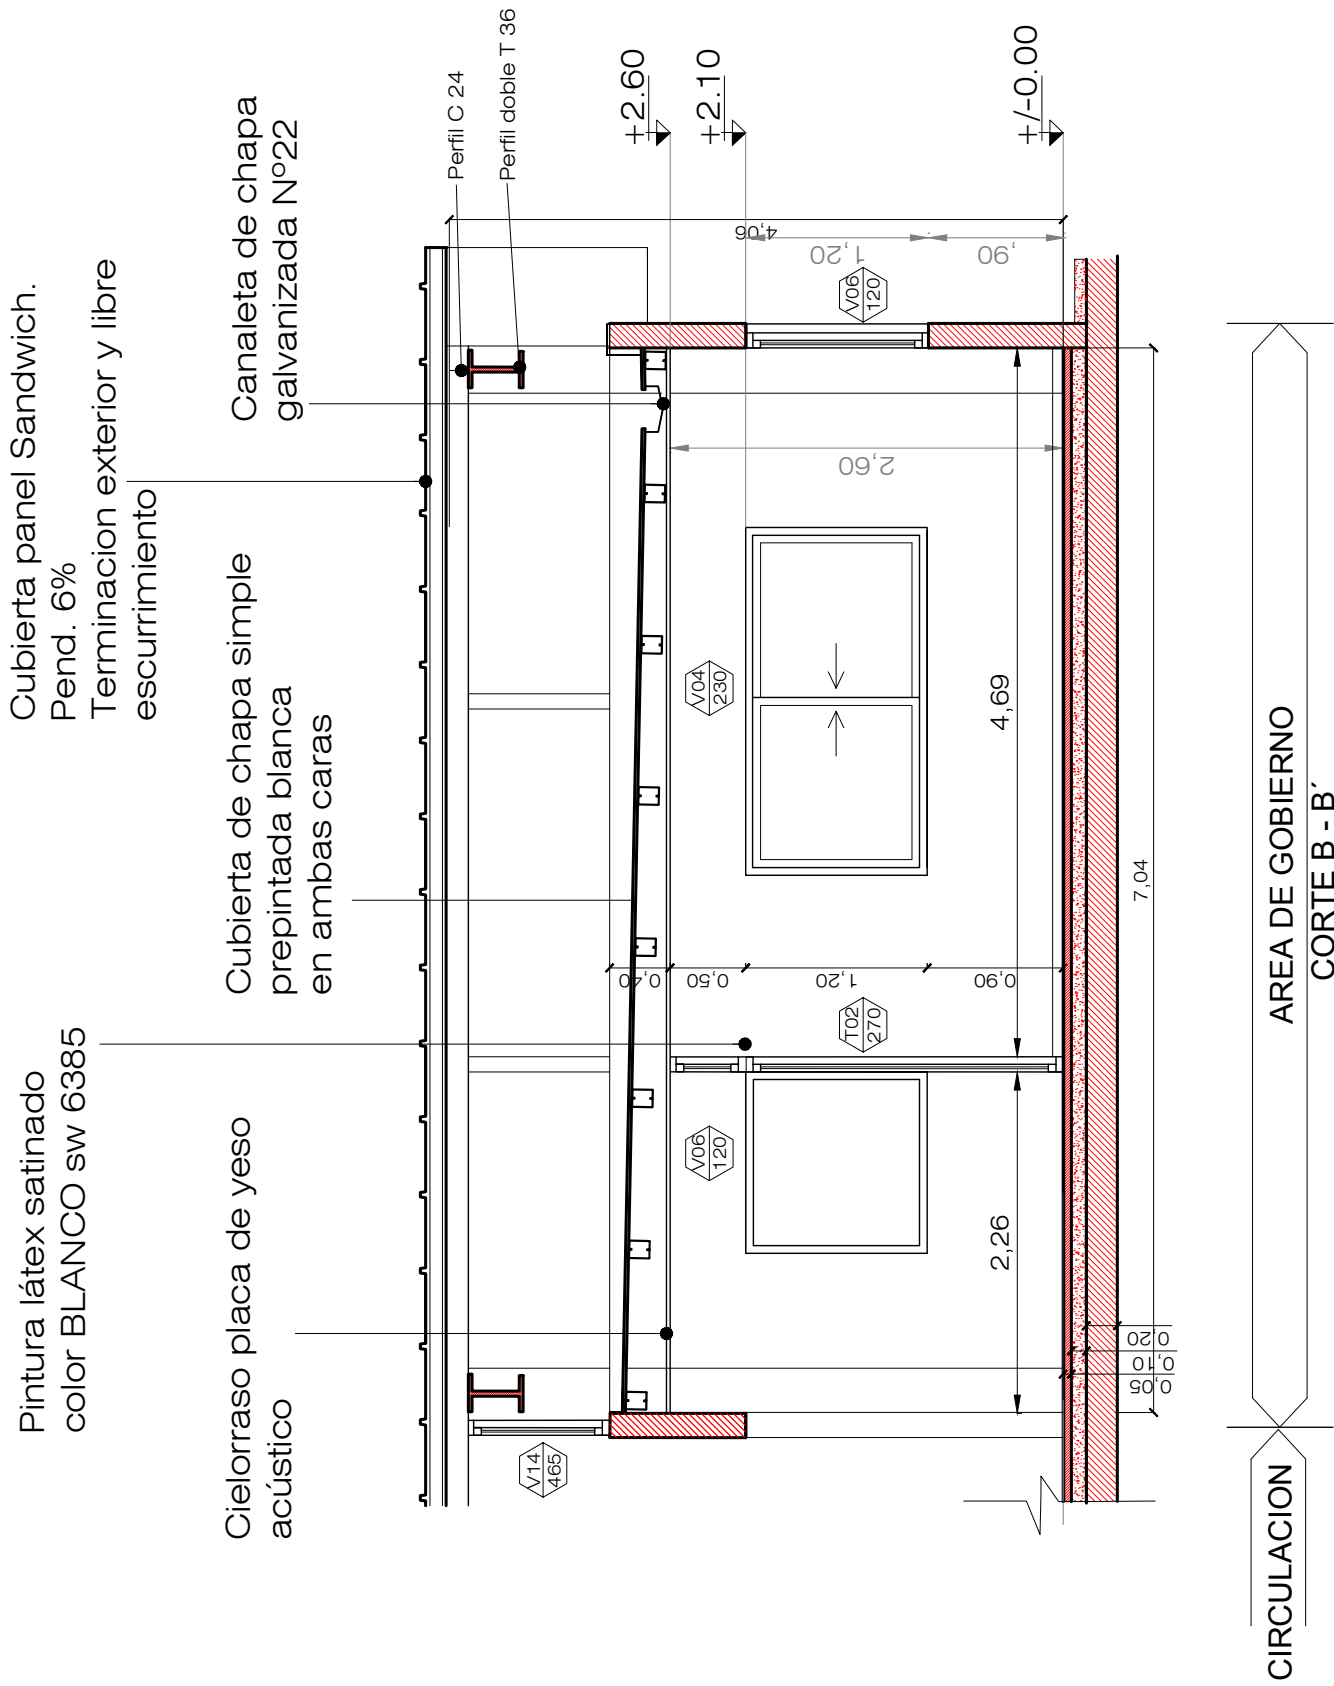 Cubierta panel Sandwich.
Pend. 6%
Terminacion exterior y libre
escurrimiento
Pintura látex satinado
color BLANCO sw 6385
Cielorraso placa de yeso
acústico
Cubierta de chapa simple
prepintada blanca
en ambas caras
Canaleta de chapa
galvanizada Nº22
Perfil C 24
Perfil doble T 36
+2.60
+2.10
+/-0.00
V14
465
V06
120
T02
270
V04
230
V06
120
0,40
0,50
1,20
0,90
2,60
4,06
1,20
,90
2,26
4,69
7,04
0,05
0,10
0,20
CIRCULACION
AREA DE GOBIERNO
CORTE B - B´